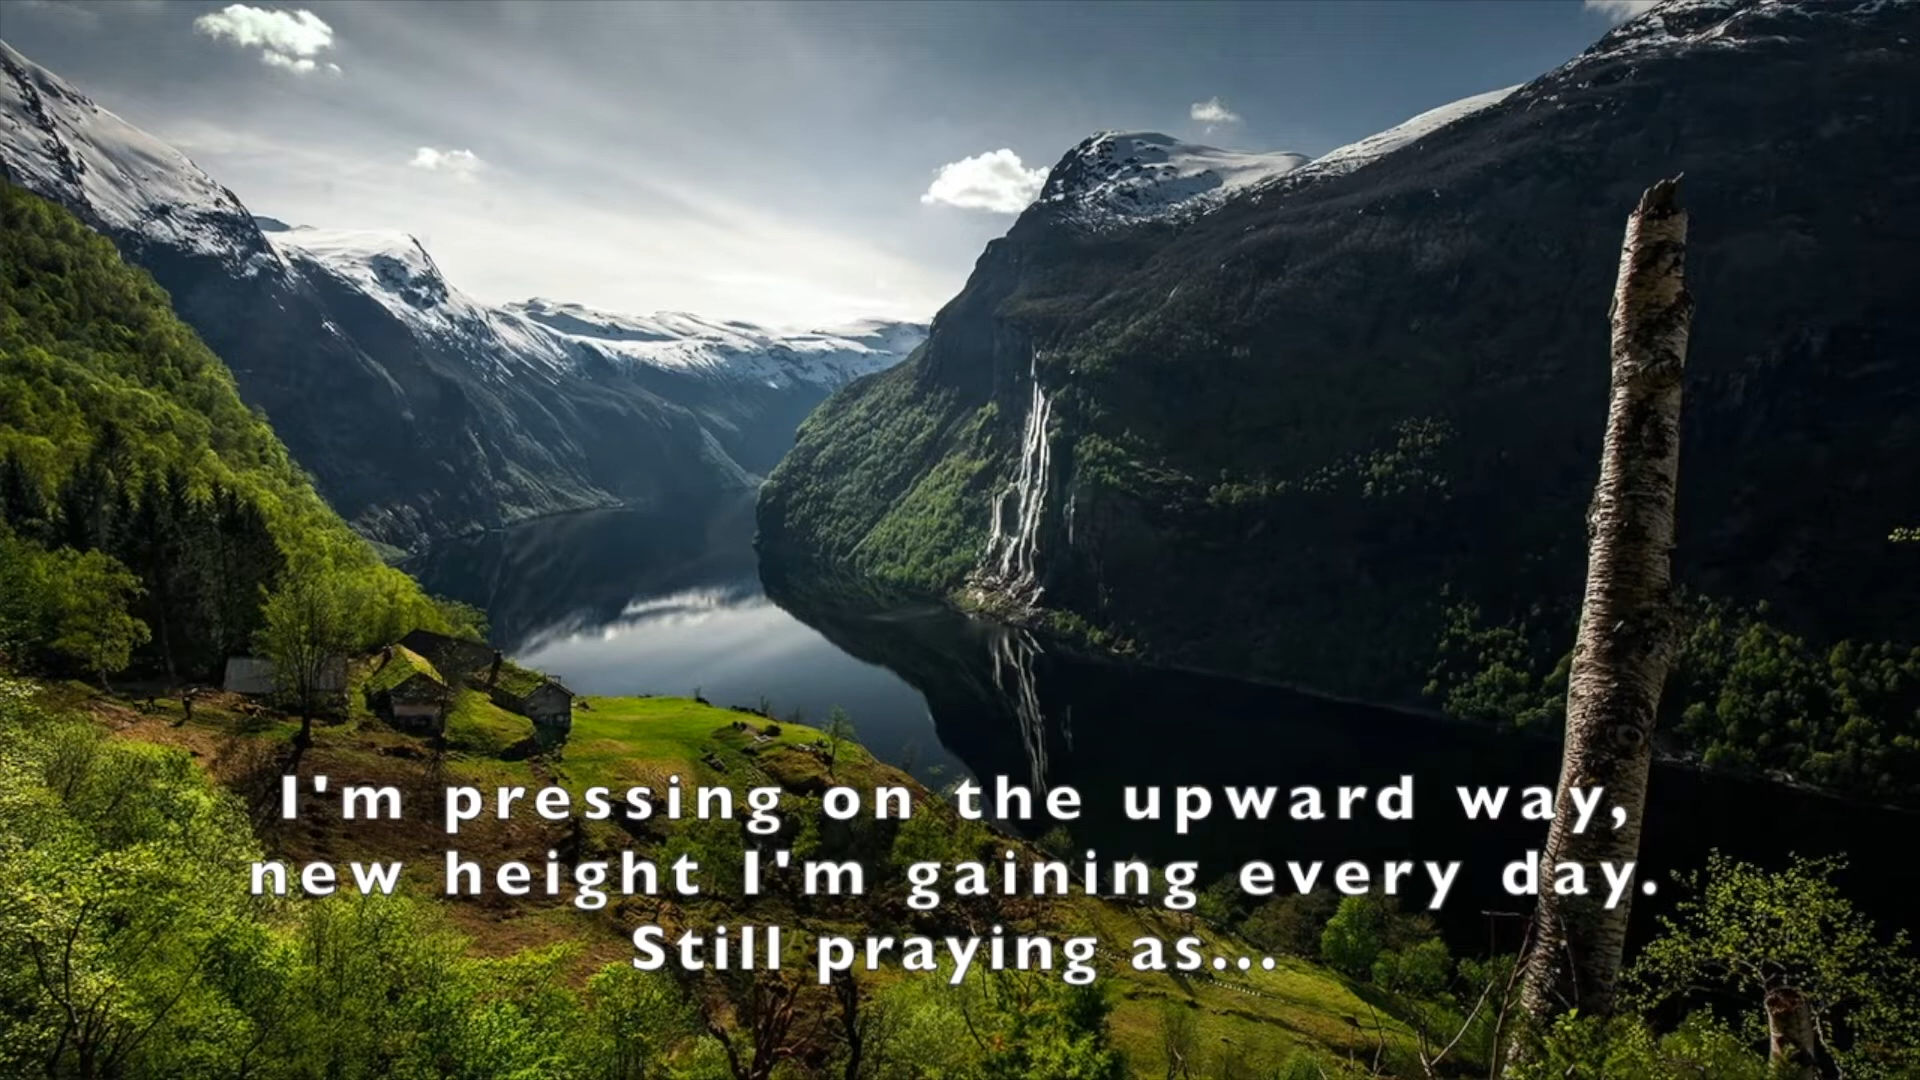 I'm pressing on the upward way,
new height I'm gaining every day.
Still praying as...